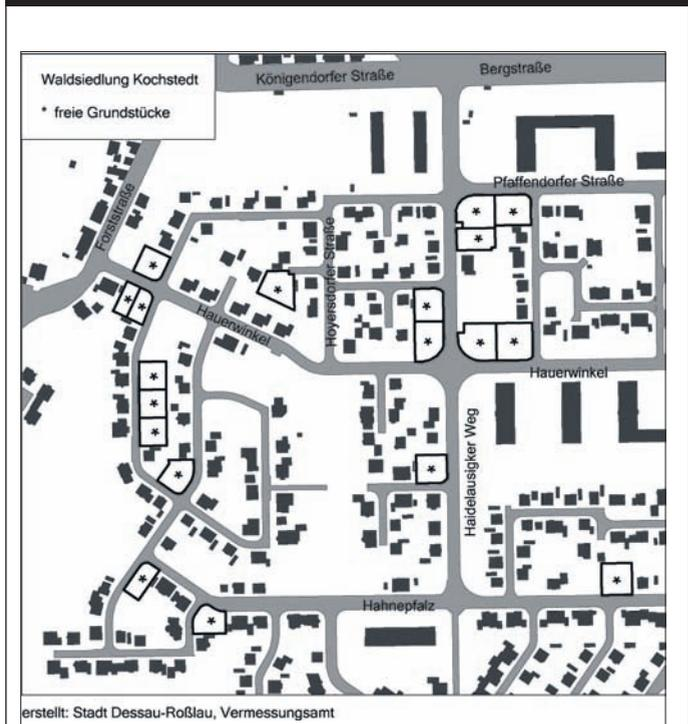 Waldsiedlung Kochstedt
* freie Grundstücke
Königendorfer Straße
Bergstraße
Pfaffendorfer Straße
Forststraße
Hoyersdorfer Straße
Hauerwinkel
Hauerwinkel
Haidelausigker Weg
Hahnepfalz
erstellt: Stadt Dessau-Roßlau, Vermessungsamt